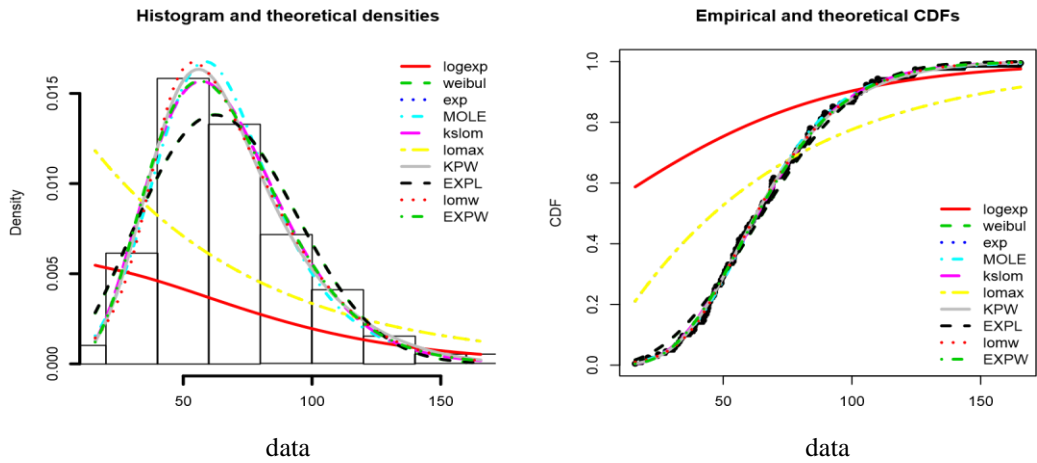 Histogram and theoretical densities
Density
0.000
0.005
0.010
0.015
50
100
150
data
logexp
weibul
exp
MOLE
kslom
lomax
KPW
EXPL
lomw
EXPW
Empirical and theoretical CDFs
CDF
0.0
0.2
0.4
0.6
0.8
1.0
50
100
150
data
logexp
weibul
exp
MOLE
kslom
lomax
KPW
EXPL
lomw
EXPW